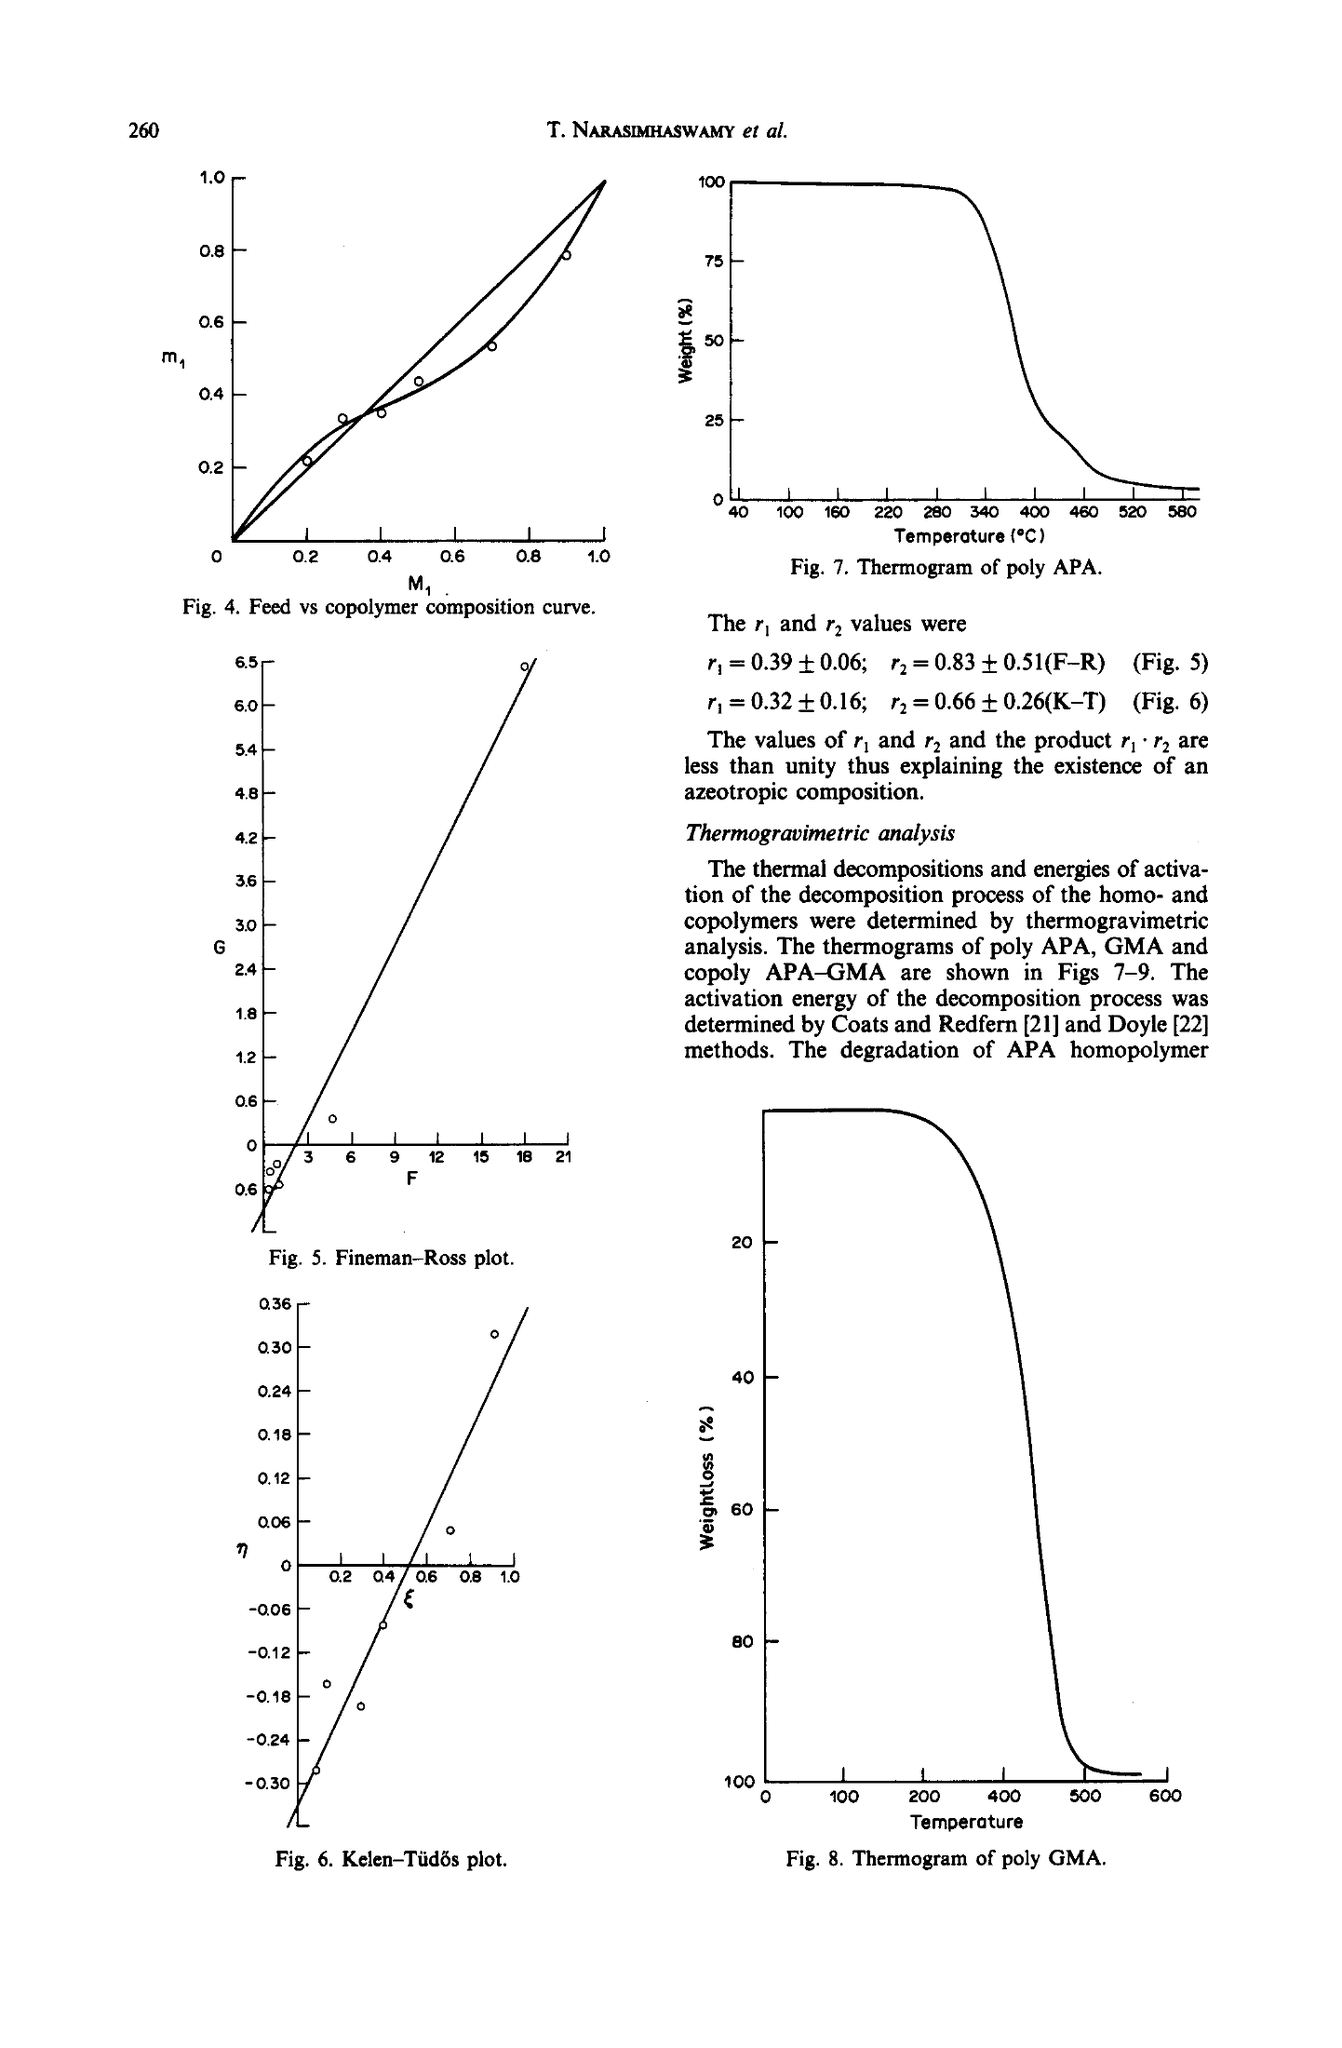 260
T. NARASIMHASWAMY et al.
1.0
0.8
0.6
m₁
0.4
0.2
0 0.2 0.4 0.6 0.8 1.0
M₁
Fig. 4. Feed vs copolymer composition curve.
6.5
6.0
5.4
4.8
4.2
3.6
3.0
G
2.4
1.8
1.2
0.6
0
3 6 9 12 15 18 21
F
0.6
Fig. 5. Fineman–Ross plot.
0.36
0.30
0.24
0.18
0.12
0.06
η
0
0.2 0.4 0.6 0.8 1.0
ξ
-0.06
-0.12
-0.18
-0.24
-0.30
Fig. 6. Kelen–Tüdős plot.
100
75
Weight (%)
50
25
0
40 100 160 220 280 340 400 460 520 580
Temperature (°C)
Fig. 7. Thermogram of poly APA.
The r₁ and r₂ values were
r₁ = 0.39 ± 0.06; r₂ = 0.83 ± 0.51(F–R) (Fig. 5)
r₁ = 0.32 ± 0.16; r₂ = 0.66 ± 0.26(K–T) (Fig. 6)
The values of r₁ and r₂ and the product r₁ · r₂ are
less than unity thus explaining the existence of an
azeotropic composition.
Thermogravimetric analysis
The thermal decompositions and energies of activa-
tion of the decomposition process of the homo- and
copolymers were determined by thermogravimetric
analysis. The thermograms of poly APA, GMA and
copoly APA–GMA are shown in Figs 7–9. The
activation energy of the decomposition process was
determined by Coats and Redfern [21] and Doyle [22]
methods. The degradation of APA homopolymer
20
40
Weightloss (%)
60
80
100
0 100 200 400 500 600
Temperature
Fig. 8. Thermogram of poly GMA.